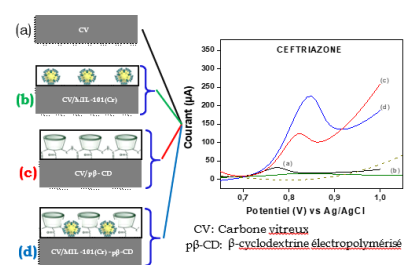 (a)
CV
(b)
CV/MIL-101(Cr)
(c)
CV/pβ-CD
(d)
CV/MIL-101(Cr)-pβ-CD
CEFTRIAZONE
Courant (µA)
350
300
250
200
150
100
50
0
(c)
(d)
(a)
(b)
0,7 0,8 0,9 1,0
Potentiel (V) vs Ag/AgCl
CV: Carbone vitreux
pβ-CD: β-cyclodextrine électropolymérisé